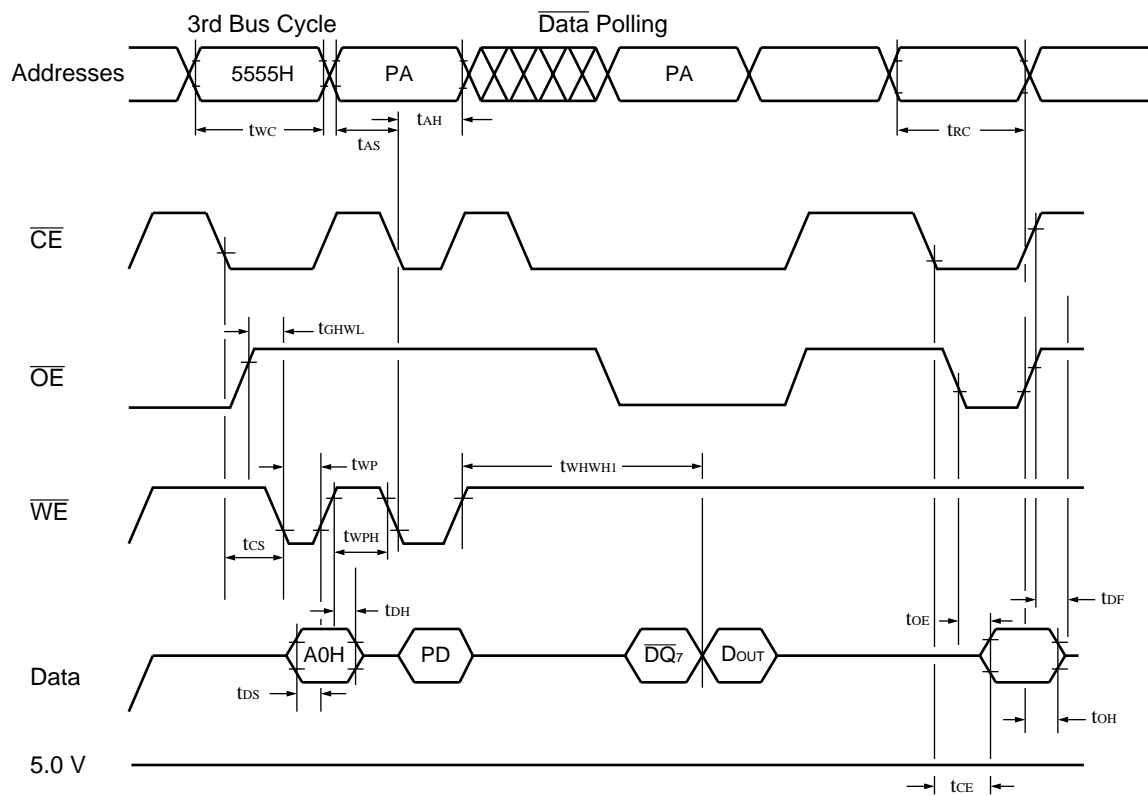 3rd Bus Cycle
Data Polling
Addresses
5555H
PA
PA
tWC
tAS
tAH
tRC
CE
tGHWL
OE
tWP
tWHWH1
WE
tCS
tWPH
tDH
tOE
tDF
Data
A0H
PD
DQ7
DOUT
tDS
tOH
5.0 V
tCE